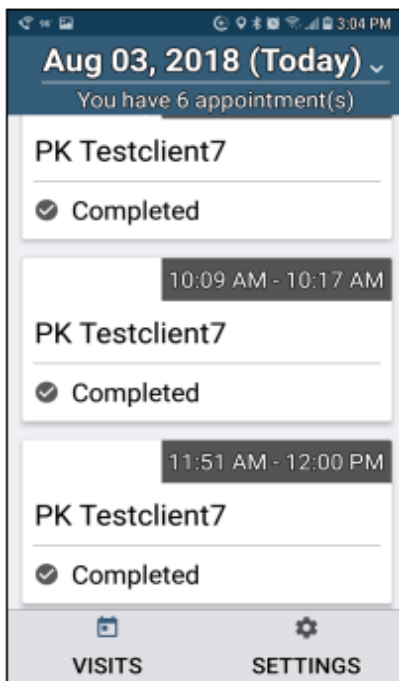 3:04 PM
Aug 03, 2018 (Today)
You have 6 appointment(s)
PK Testclient7
Completed
10:09 AM - 10:17 AM
PK Testclient7
Completed
11:51 AM - 12:00 PM
PK Testclient7
Completed
VISITS
SETTINGS